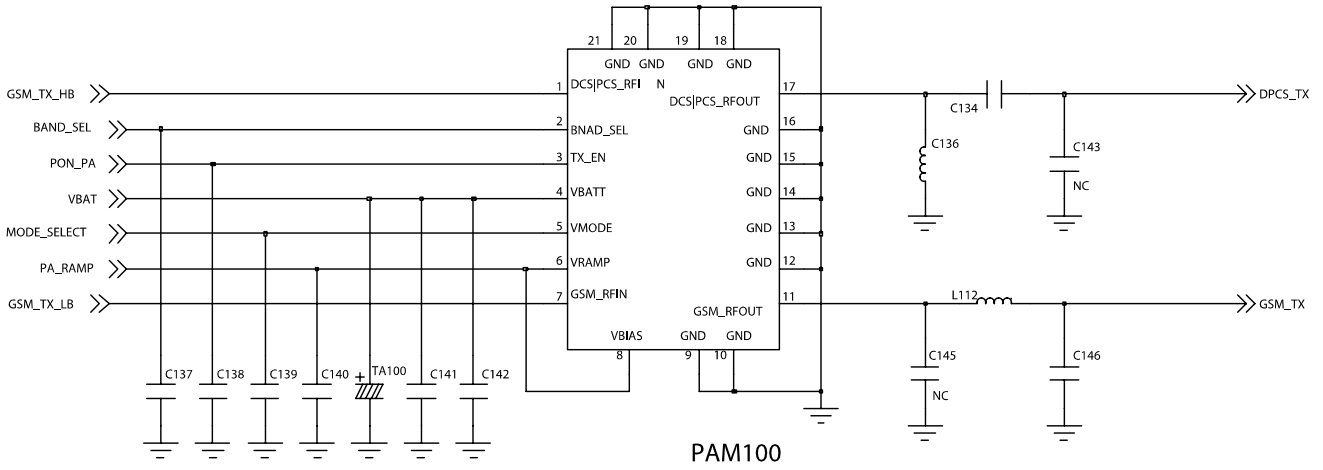 21 20 19 18
GND GND GND GND
GSM_TX_HB 1 DCS|PCS_RFI N
DCS|PCS_RFOUT 17 C134 DPCS_TX
BAND_SEL 2 BNAD_SEL GND 16
C136 C143
PON_PA 3 TX_EN GND 15
NC
VBAT 4 VBATT GND 14
MODE_SELECT 5 VMODE GND 13
PA_RAMP 6 VRAMP GND 12
GSM_TX_LB 7 GSM_RFIN
GSM_RFOUT 11 L112 GSM_TX
VBIAS GND GND
8 9 10
C137 C138 C139 C140 + TA100 C141 C142
C145 C146
NC
PAM100